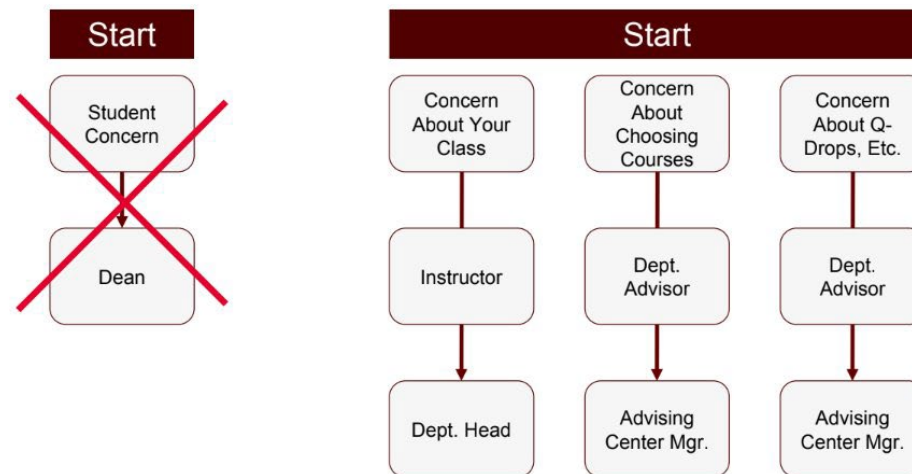 Start
Student
Concern
Dean
Start
Concern
About Your
Class
Instructor
Dept. Head
Concern
About
Choosing
Courses
Dept.
Advisor
Advising
Center Mgr.
Concern
About Q-
Drops, Etc.
Dept.
Advisor
Advising
Center Mgr.